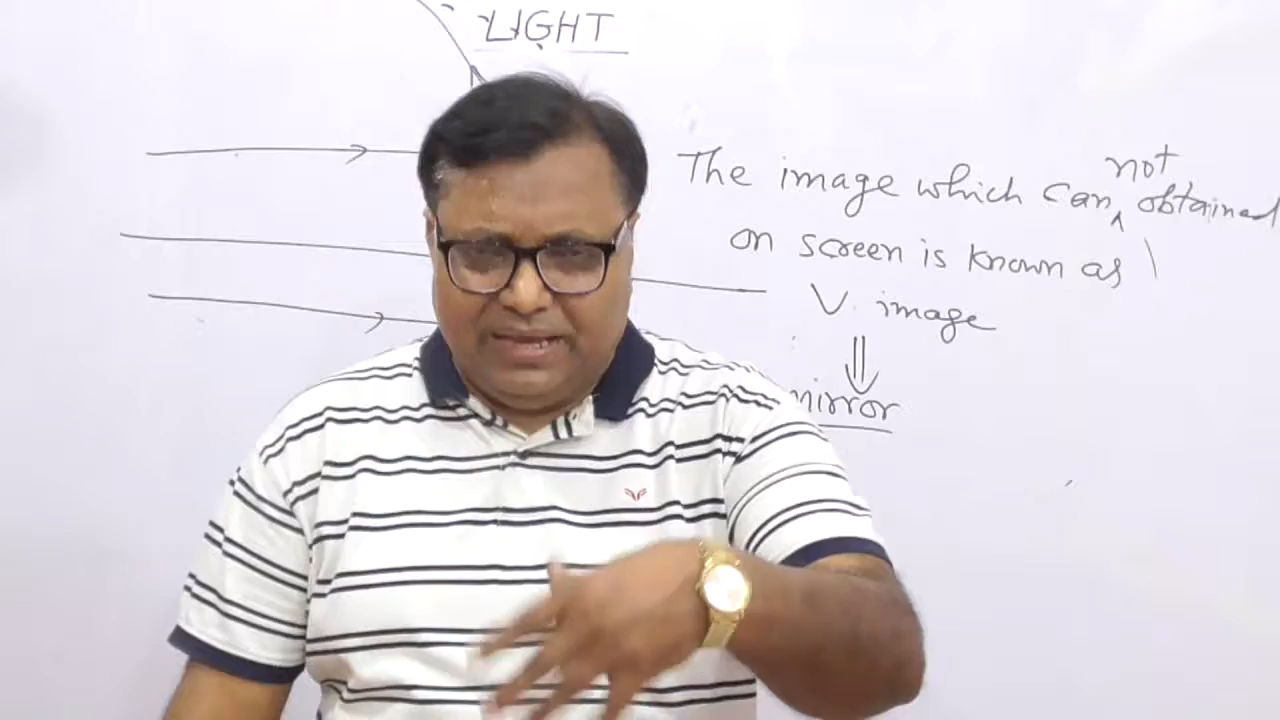 LIGHT
not
The image which can ^ obtained
on screen is known as
V. image
mirror